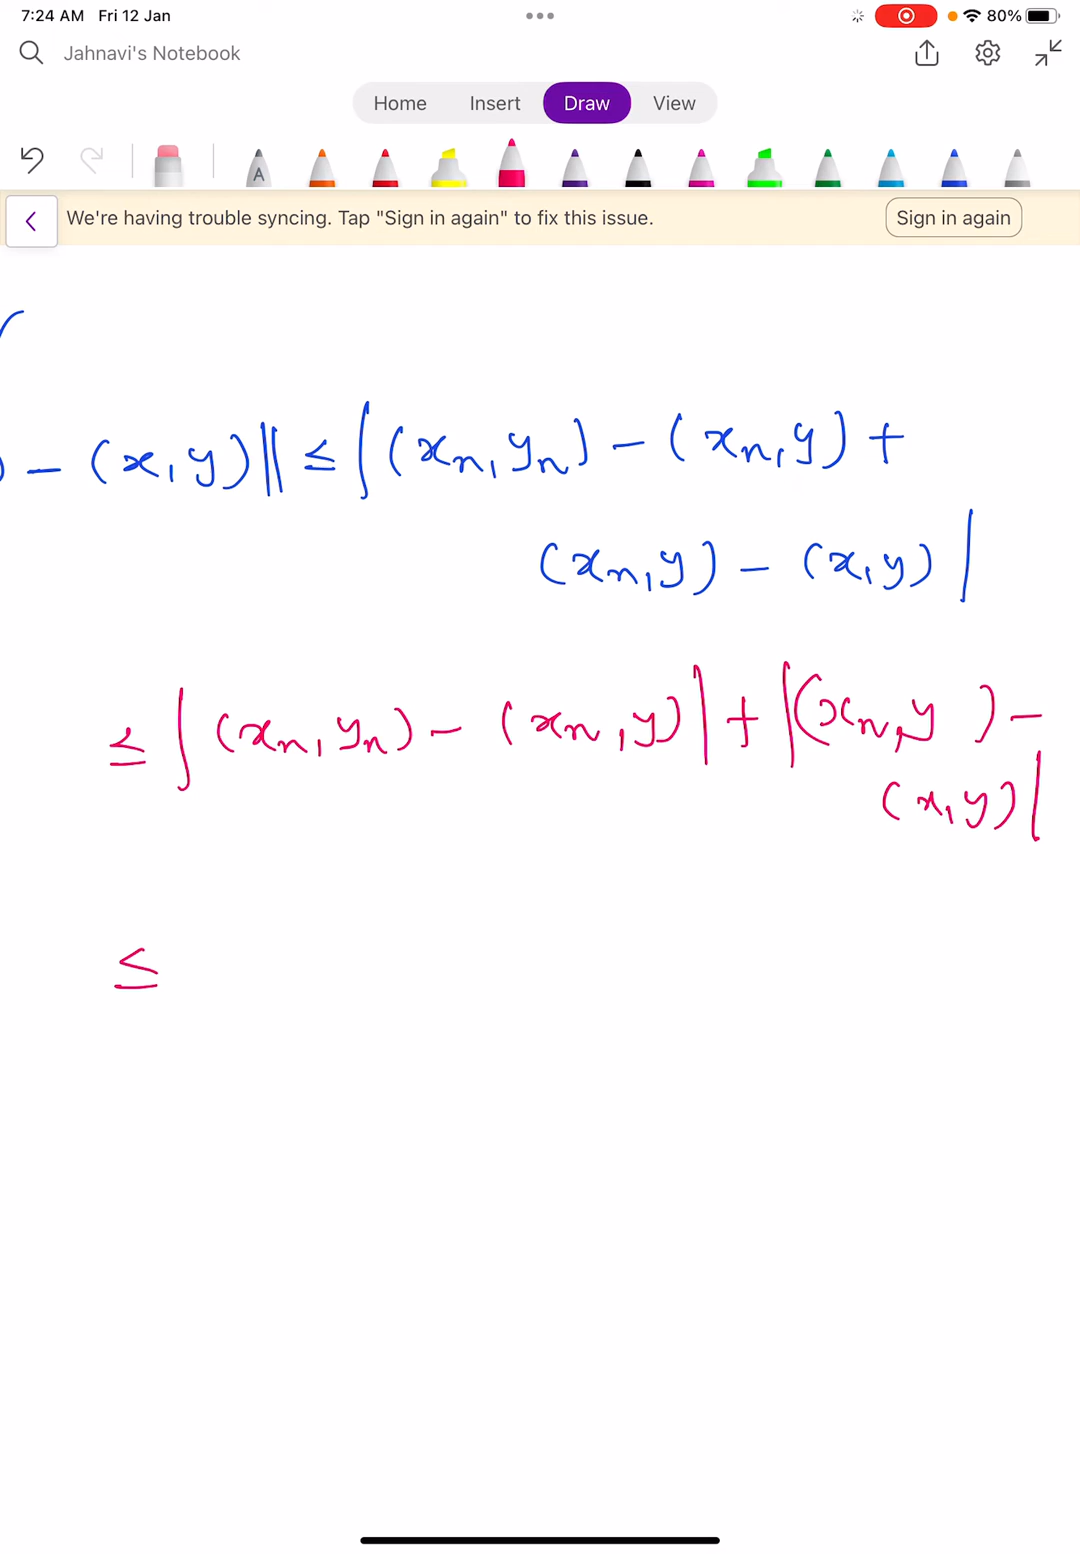 7:24 AM Fri 12 Jan
80%
Jahnavi's Notebook
Home Insert Draw View
A
We're having trouble syncing. Tap "Sign in again" to fix this issue.
Sign in again
) - (x, y)|| ≤ |(xn, yn) - (xn, y) +
(xn, y) - (x, y)|
≤ |(xn, yn) - (xn, y)| + |(xn, y) -
(x, y)|
≤